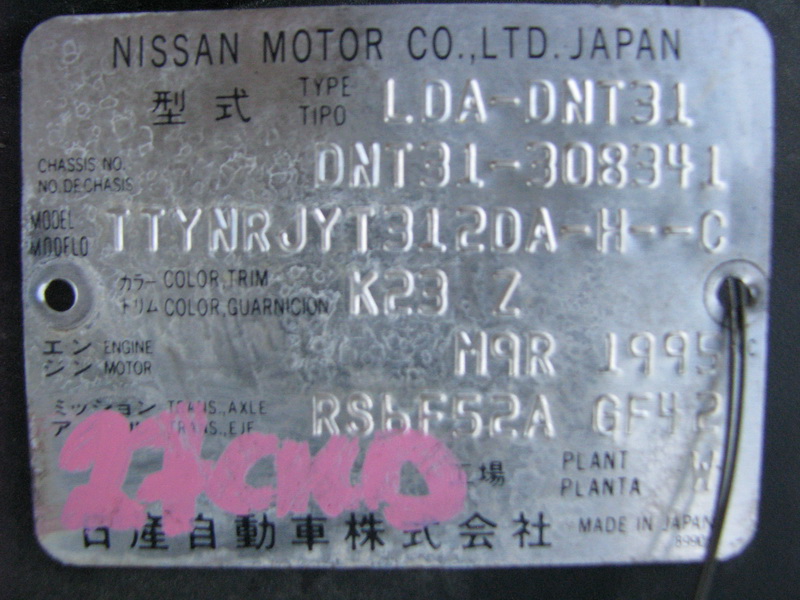 NISSAN MOTOR CO.,LTD. JAPAN
型式 TYPE TIPO LDA-DNT31
CHASSIS NO. NO.DE CHASIS DNT31-308341
MODEL MODELO TTYNRJYT312DA-H--C
カラー COLOR,TRIM K23 Z
トリム COLOR,GUARNICION
エンジン ENGINE MOTOR M9R 1995
ミッション TRANS.,AXLE RS6F52A GF42
TRANS.,EJE
工場 PLANT PLANTA W
日産自動車株式会社 MADE IN JAPAN